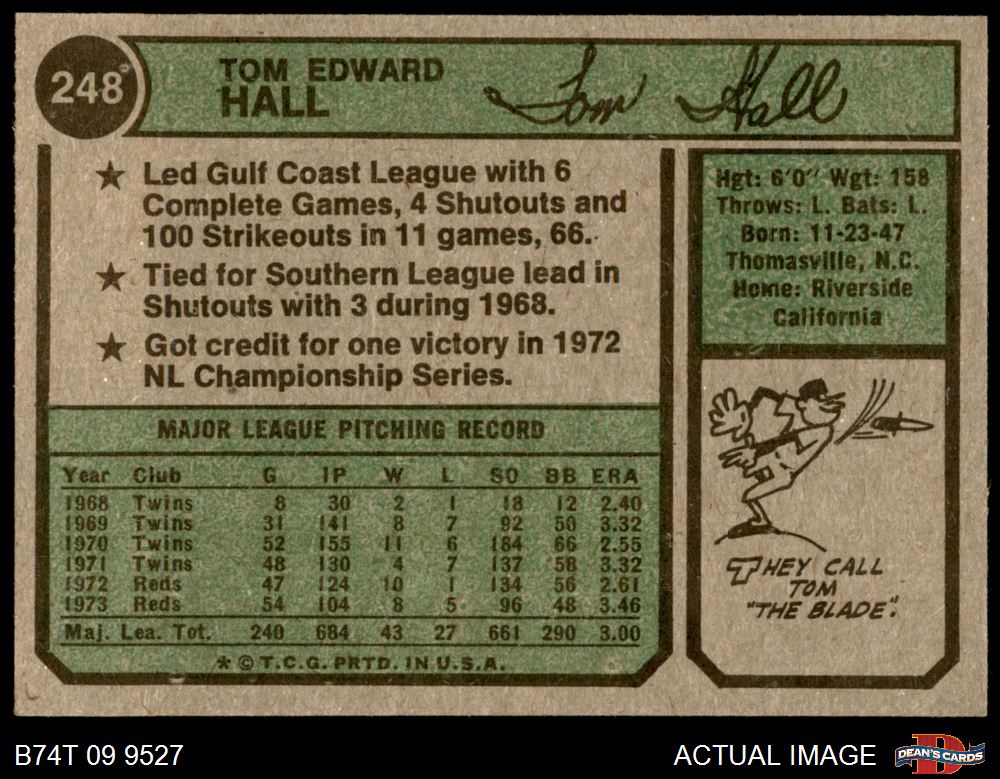 248
TOM EDWARD
HALL
Tom Hall
★ Led Gulf Coast League with 6
Complete Games, 4 Shutouts and
100 Strikeouts in 11 games, 66.
★ Tied for Southern League lead in
Shutouts with 3 during 1968.
★ Got credit for one victory in 1972
NL Championship Series.
Hgt: 6'0" Wgt: 158
Throws: L. Bats: L.
Born: 11-23-47
Thomasville, N.C.
Home: Riverside
California
MAJOR LEAGUE PITCHING RECORD
Year Club G IP W L SO BB ERA
1968 Twins 8 30 2 1 18 12 2.40
1969 Twins 31 141 8 7 92 50 3.32
1970 Twins 52 155 11 6 184 66 2.55
1971 Twins 48 130 4 7 137 58 3.32
1972 Reds 47 124 10 1 134 56 2.61
1973 Reds 54 104 8 5 96 48 3.46
Maj. Lea. Tot. 240 684 43 27 661 290 3.00
* © T.C.G. PRTD. IN U.S.A.
THEY CALL
TOM
"THE BLADE".
B74T 09 9527
ACTUAL IMAGE
DEAN'S CARDS